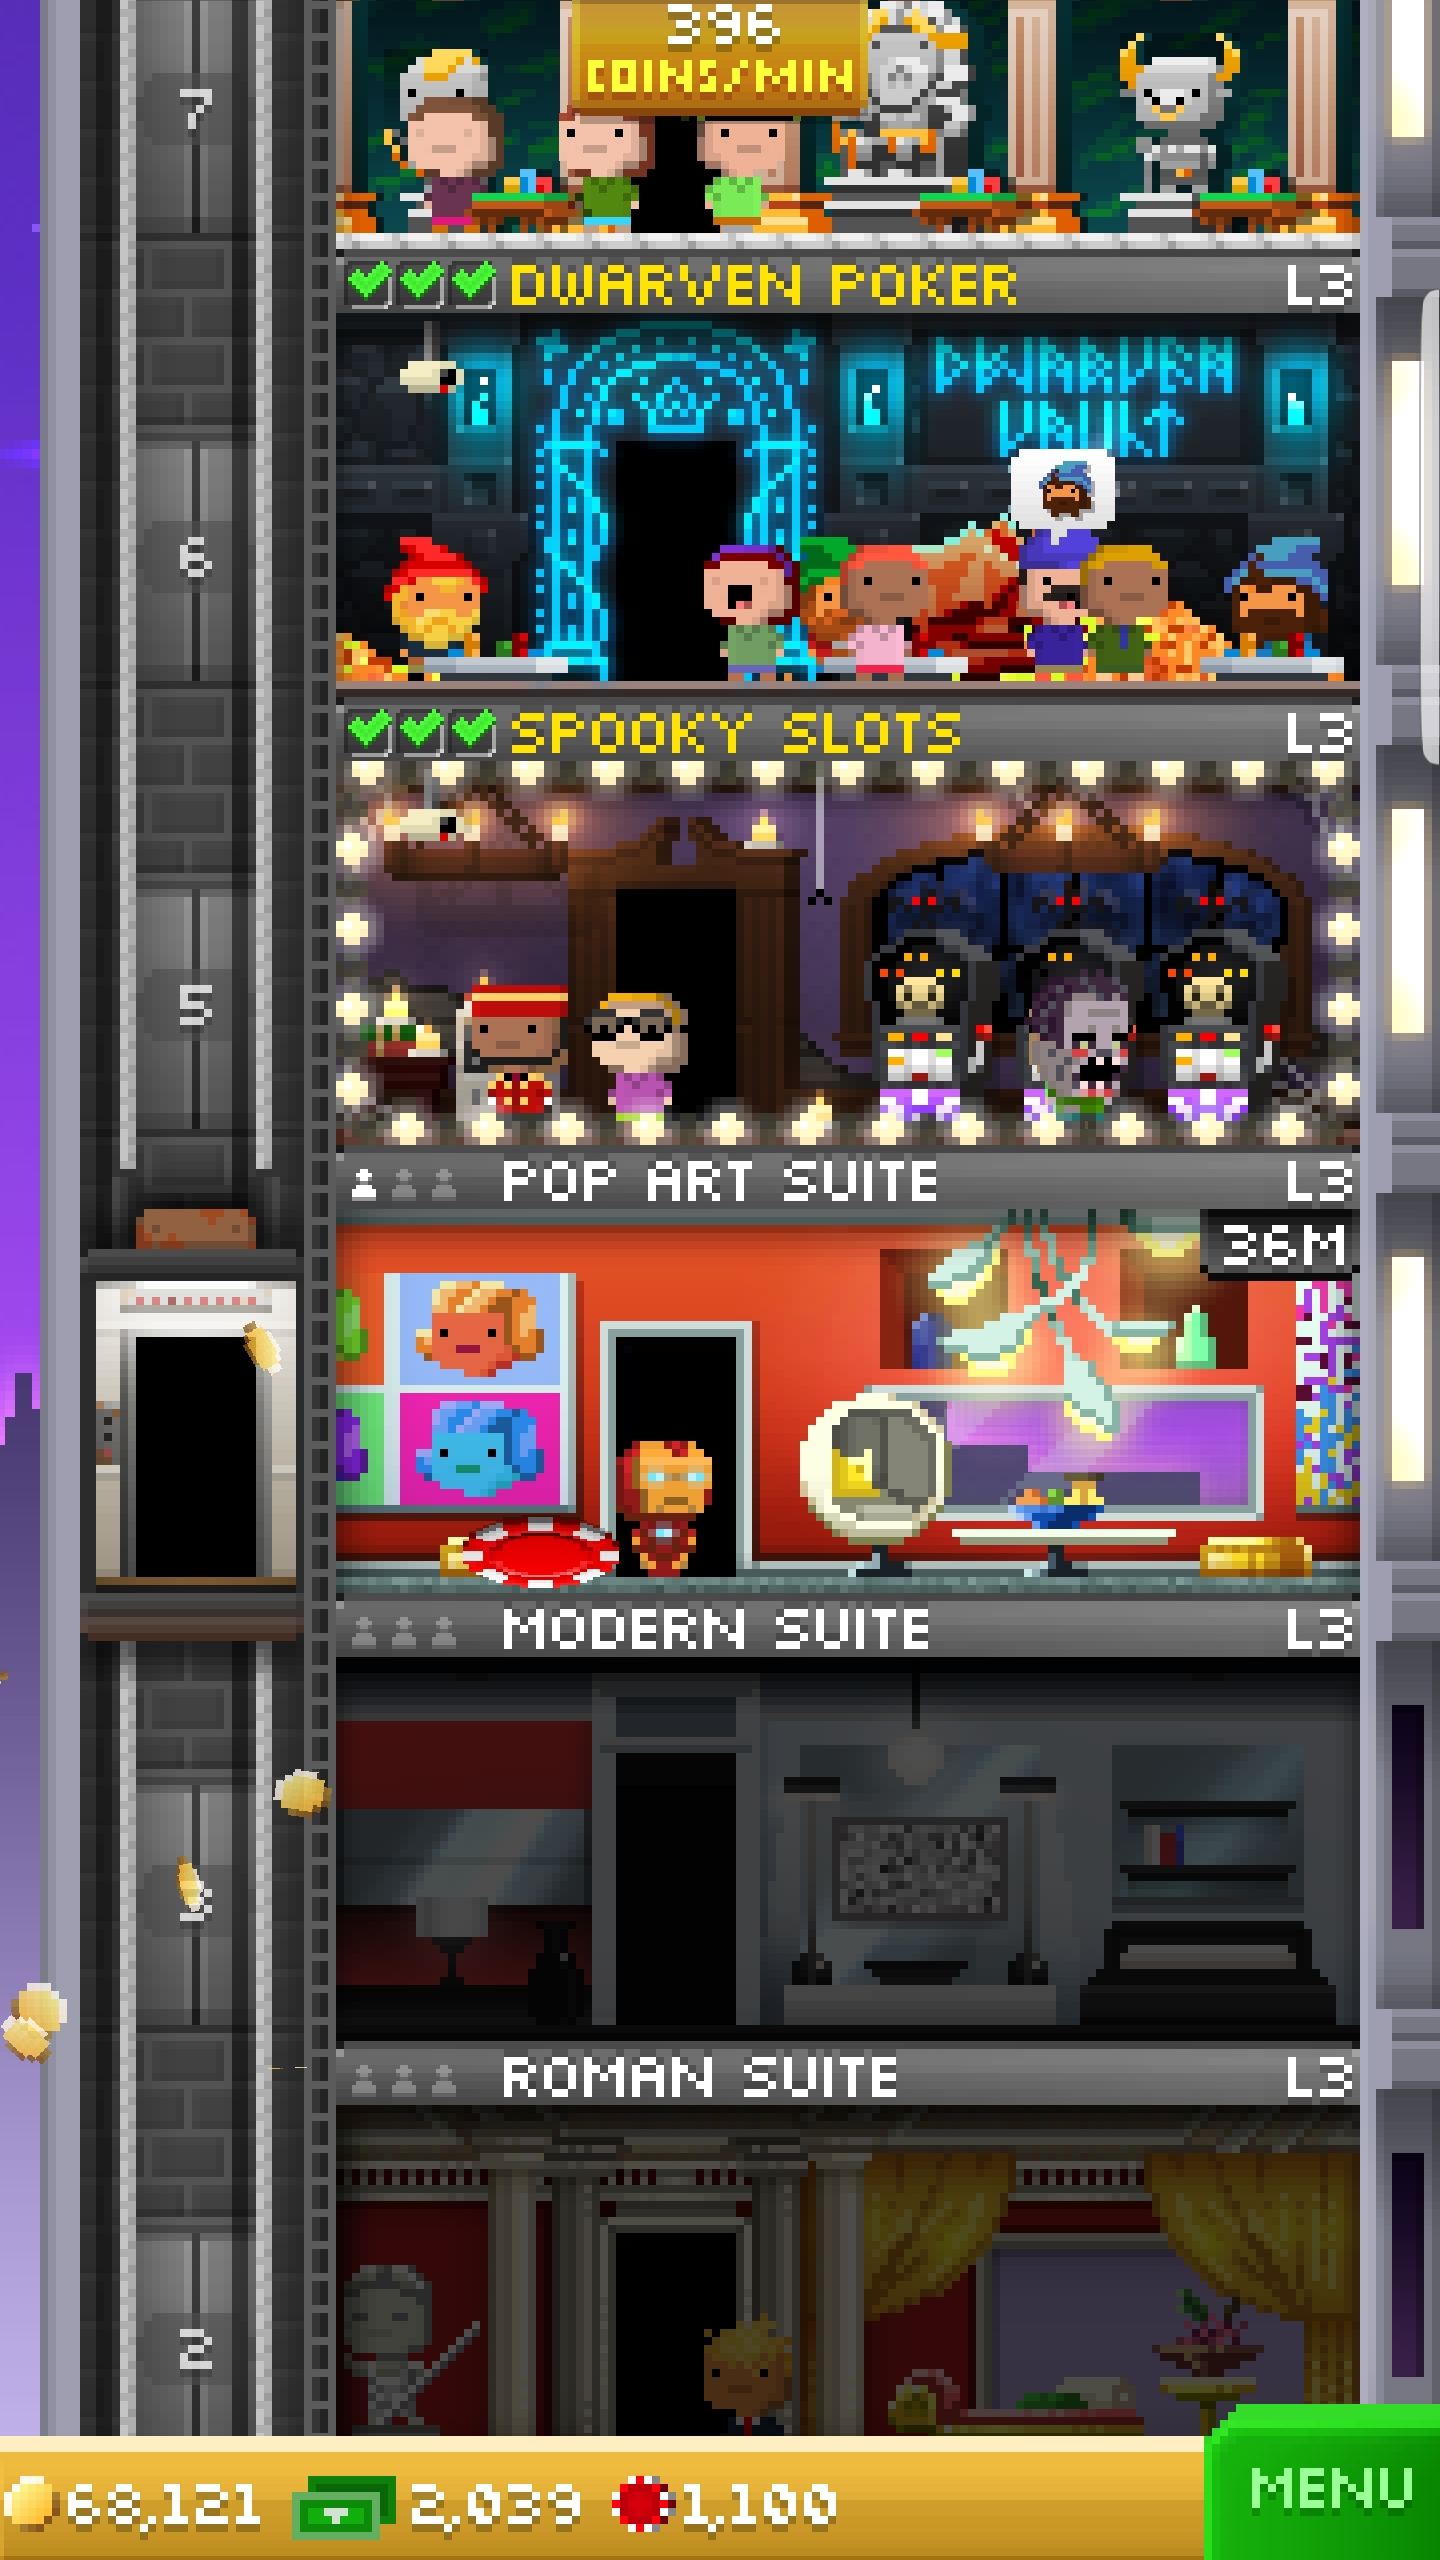 396
COINS/MIN
7
DWARVEN POKER L3
DWARVEN
VAULT
6
SPOOKY SLOTS L3
5
POP ART SUITE L3
36M
MODERN SUITE L3
ROMAN SUITE L3
2
68,121 2,039 1,100
MENU